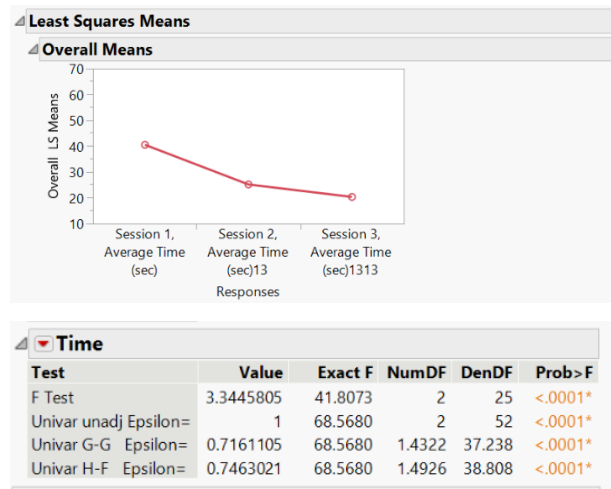 Least Squares Means
Overall Means
70
60
50
40
30
20
10
Overall LS Means
Session 1, Average Time (sec)
Session 2, Average Time (sec)13
Session 3, Average Time (sec)1313
Responses
Time
Test Value Exact F NumDF DenDF Prob>F
F Test 3.3445805 41.8073 2 25 <.0001*
Univar unadj Epsilon= 1 68.5680 2 52 <.0001*
Univar G-G Epsilon= 0.7161105 68.5680 1.4322 37.238 <.0001*
Univar H-F Epsilon= 0.7463021 68.5680 1.4926 38.808 <.0001*